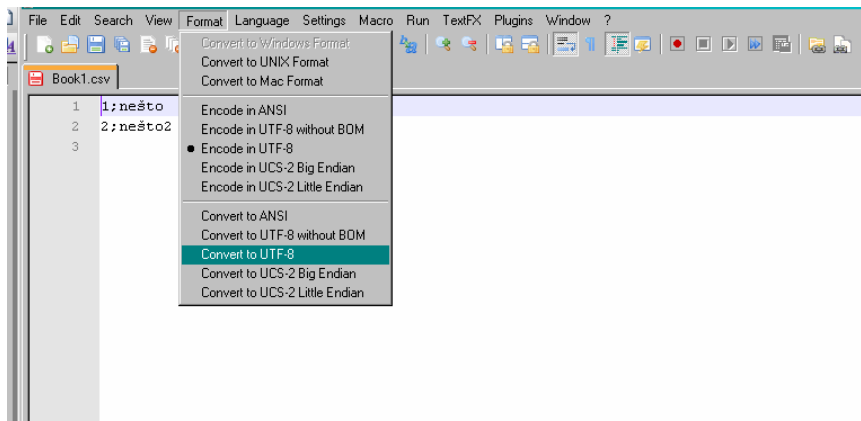 File Edit Search View Format Language Settings Macro Run TextFX Plugins Window ?
Book1.csv
1 1;nešto
2 2;nešto2
3
Convert to Windows Format
Convert to UNIX Format
Convert to Mac Format
Encode in ANSI
Encode in UTF-8 without BOM
Encode in UTF-8
Encode in UCS-2 Big Endian
Encode in UCS-2 Little Endian
Convert to ANSI
Convert to UTF-8 without BOM
Convert to UTF-8
Convert to UCS-2 Big Endian
Convert to UCS-2 Little Endian